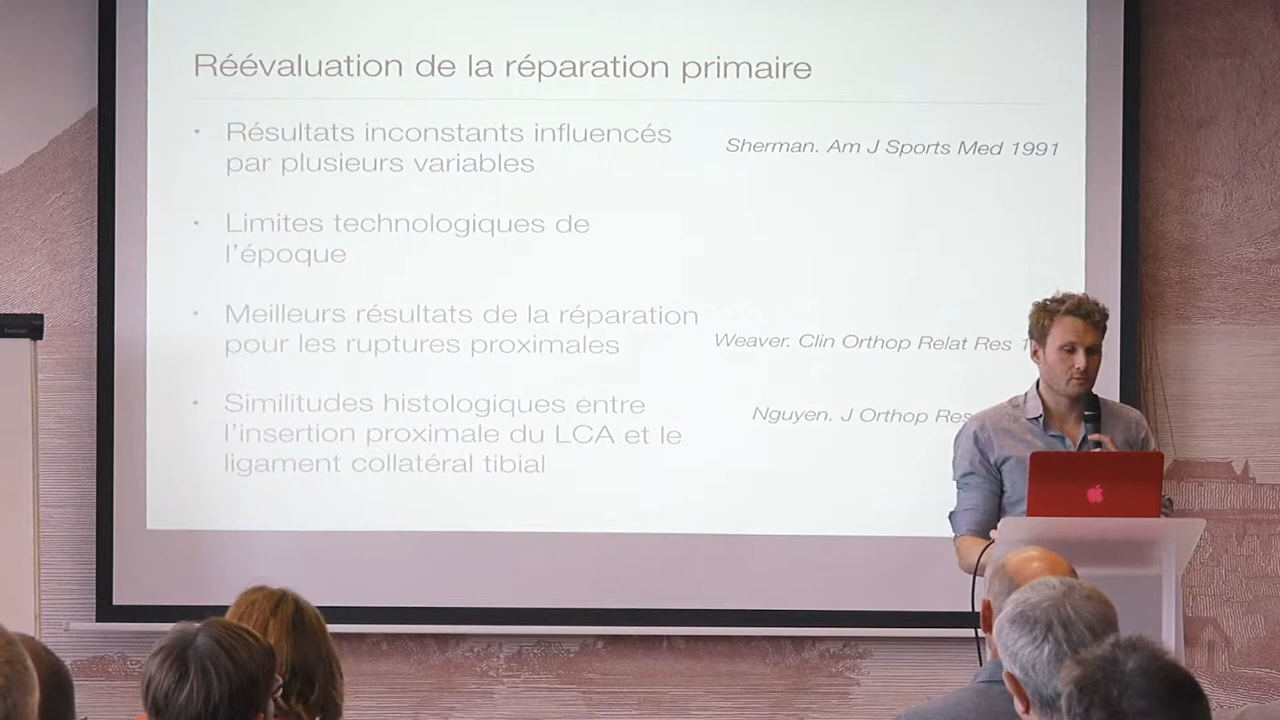 Réévaluation de la réparation primaire
• Résultats inconstants influencés
par plusieurs variables
Sherman. Am J Sports Med 1991
• Limites technologiques de
l'époque
• Meilleurs résultats de la réparation
pour les ruptures proximales
Weaver. Clin Orthop Relat Res 1
• Similitudes histologiques entre
l'insertion proximale du LCA et le
ligament collatéral tibial
Nguyen. J Orthop Res